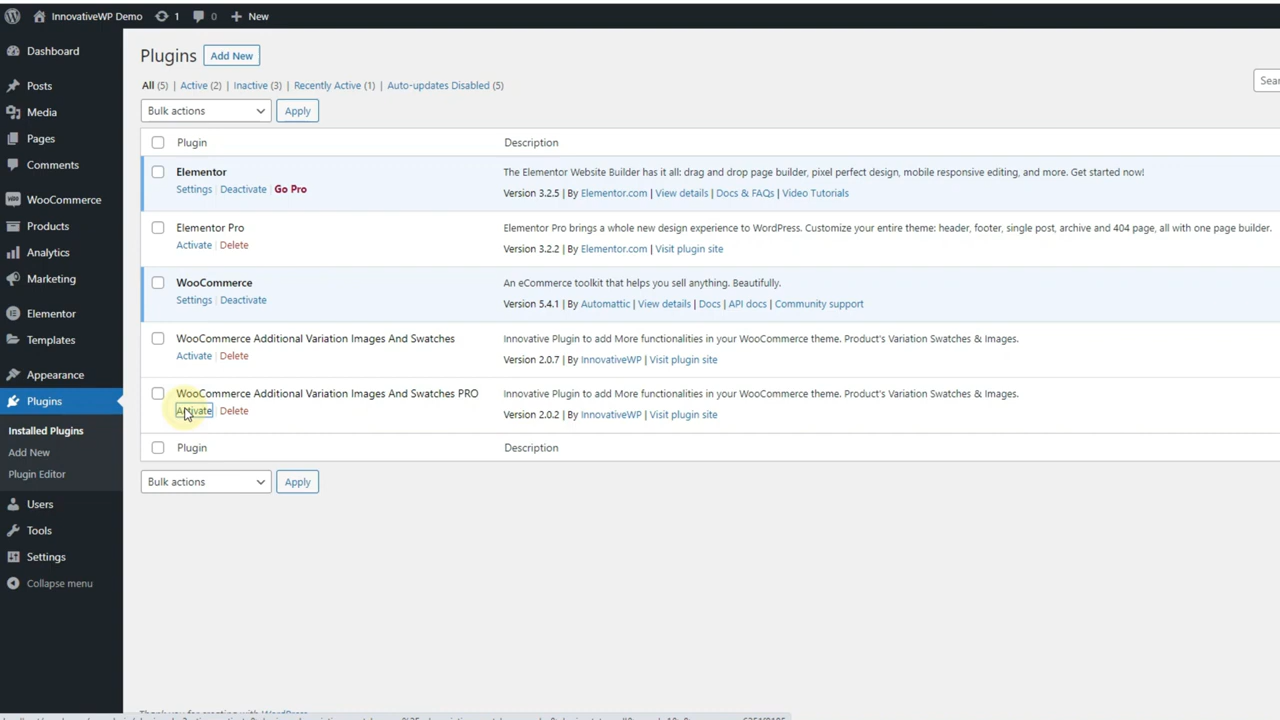 InnovativeWP Demo 1 0 New
Dashboard
Posts
Media
Pages
Comments
WooCommerce
Products
Analytics
Marketing
Elementor
Templates
Appearance
Plugins
Installed Plugins
Add New
Plugin Editor
Users
Tools
Settings
Collapse menu
Plugins Add New
All (5) | Active (2) | Inactive (3) | Recently Active (1) | Auto-updates Disabled (5)
Bulk actions Apply
Plugin Description
Elementor
Settings | Deactivate | Go Pro
The Elementor Website Builder has it all: drag and drop page builder, pixel perfect design, mobile responsive editing, and more. Get started now!
Version 3.2.5 | By Elementor.com | View details | Docs & FAQs | Video Tutorials
Elementor Pro
Activate | Delete
Elementor Pro brings a whole new design experience to WordPress. Customize your entire theme: header, footer, single post, archive and 404 page, all with one page builder.
Version 3.2.2 | By Elementor.com | Visit plugin site
WooCommerce
Settings | Deactivate
An eCommerce toolkit that helps you sell anything. Beautifully.
Version 5.4.1 | By Automattic | View details | Docs | API docs | Community support
WooCommerce Additional Variation Images And Swatches
Activate | Delete
Innovative Plugin to add More functionalities in your WooCommerce theme. Product's Variation Swatches & Images.
Version 2.0.7 | By InnovativeWP | Visit plugin site
WooCommerce Additional Variation Images And Swatches PRO
Activate | Delete
Innovative Plugin to add More functionalities in your WooCommerce theme. Product's Variation Swatches & Images.
Version 2.0.2 | By InnovativeWP | Visit plugin site
Plugin Description
Bulk actions Apply